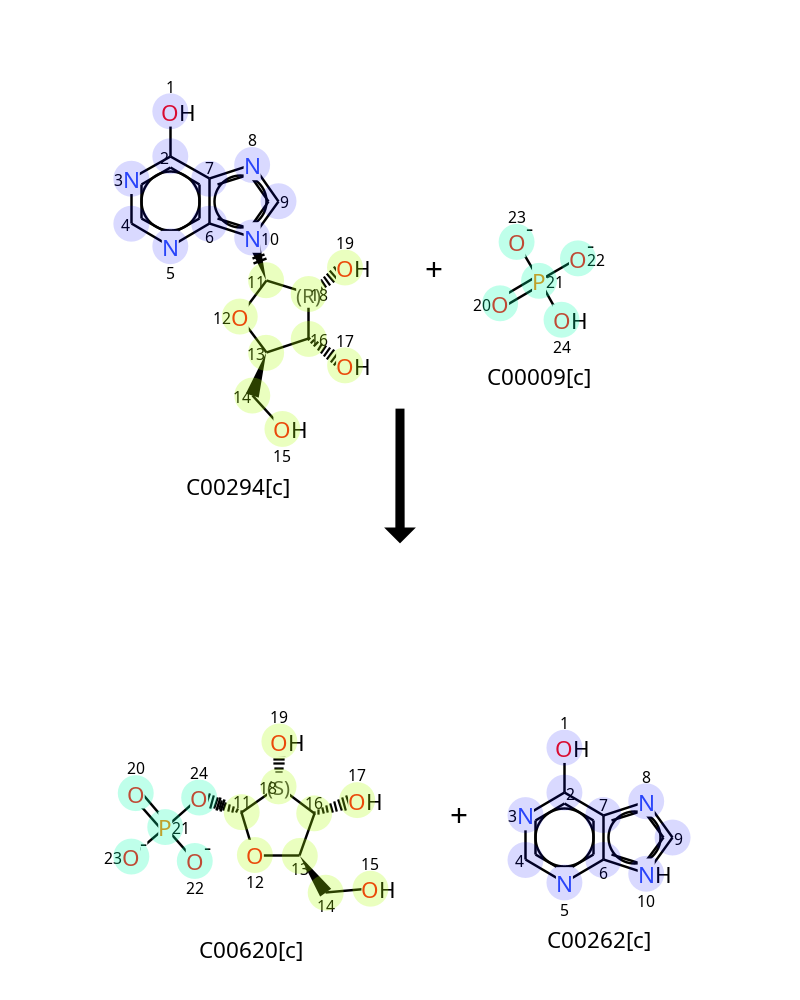 1
OH
2
7
8
N
3 N
9
4
6
N 10
N
5
11
19
OH
(R)
18
12 O
16
17
OH
13
14
OH
15
C00294[c]
+
23
O-
O-
22
P
21
20 O
OH
24
C00009[c]
19
OH
20
O
24
O
11
18
(S)
17
OH
16
P
21
23 O-
O-
22
O
12
13
15
OH
14
C00620[c]
+
1
OH
2
7
8
N
3 N
9
4
6
NH
10
N
5
C00262[c]